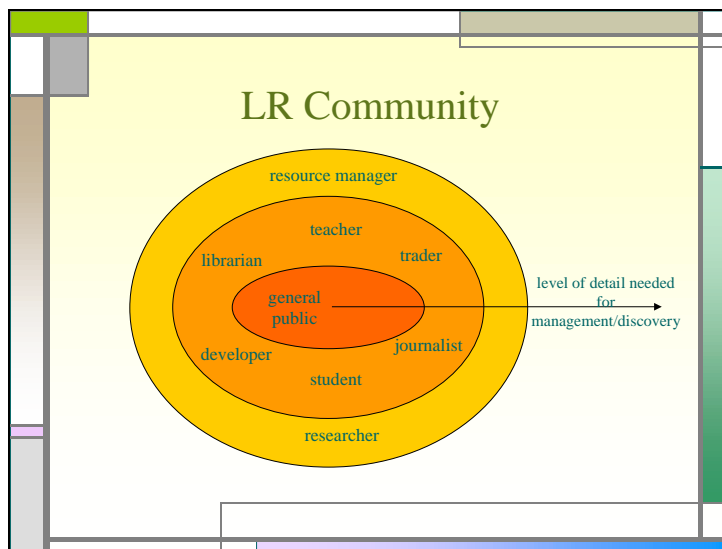 LR Community
resource manager
teacher
librarian
trader
general
public
level of detail needed
for
management/discovery
developer
journalist
student
researcher